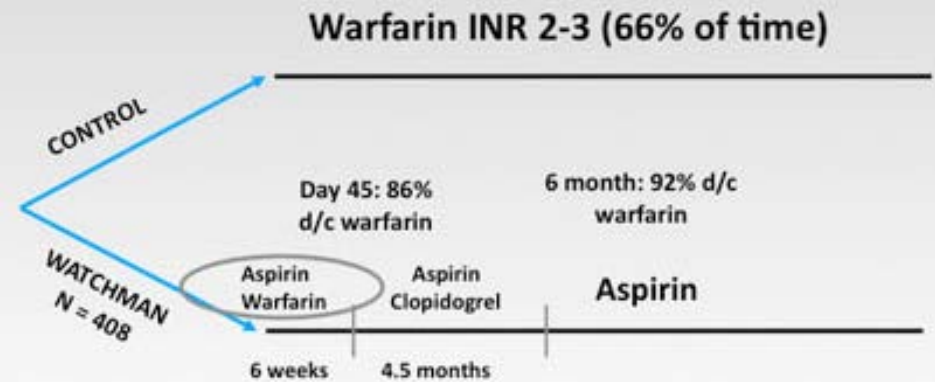 Warfarin INR 2-3 (66% of time)
CONTROL
Day 45: 86%
d/c warfarin
6 month: 92% d/c
warfarin
WATCHMAN
N = 408
Aspirin
Warfarin
Aspirin
Clopidogrel
Aspirin
6 weeks
4.5 months